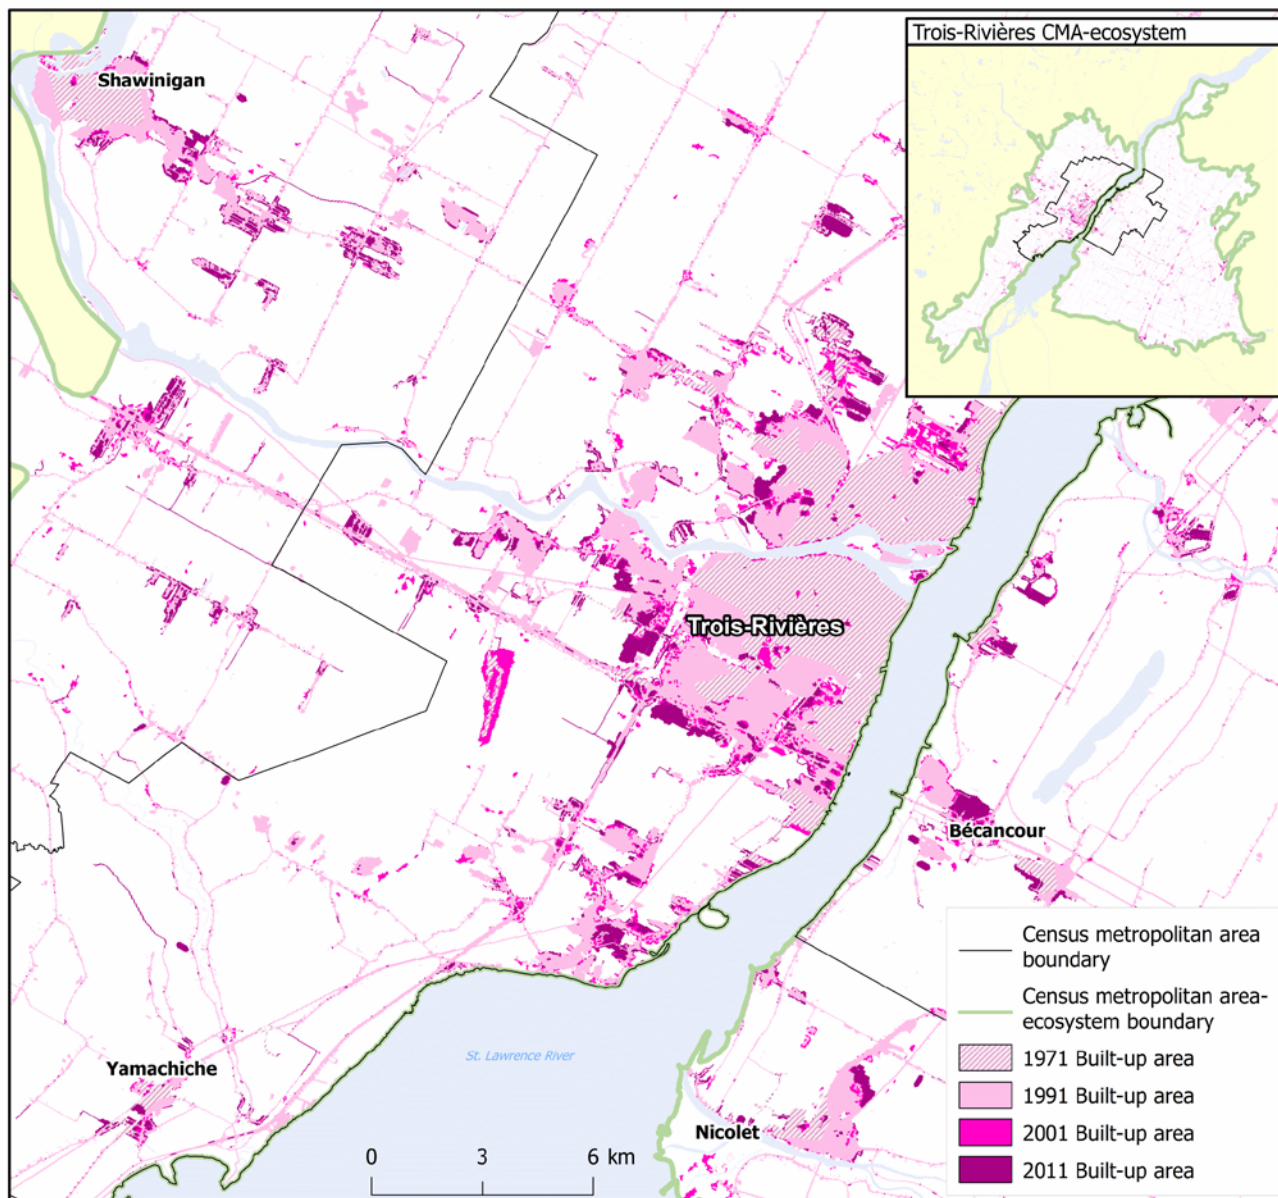 Trois-Rivières CMA-ecosystem
Shawinigan
Trois-Rivières
Bécancour
Yamachiche
St. Lawrence River
Nicolet
0 3 6 km
Census metropolitan area
boundary
Census metropolitan area-
ecosystem boundary
1971 Built-up area
1991 Built-up area
2001 Built-up area
2011 Built-up area